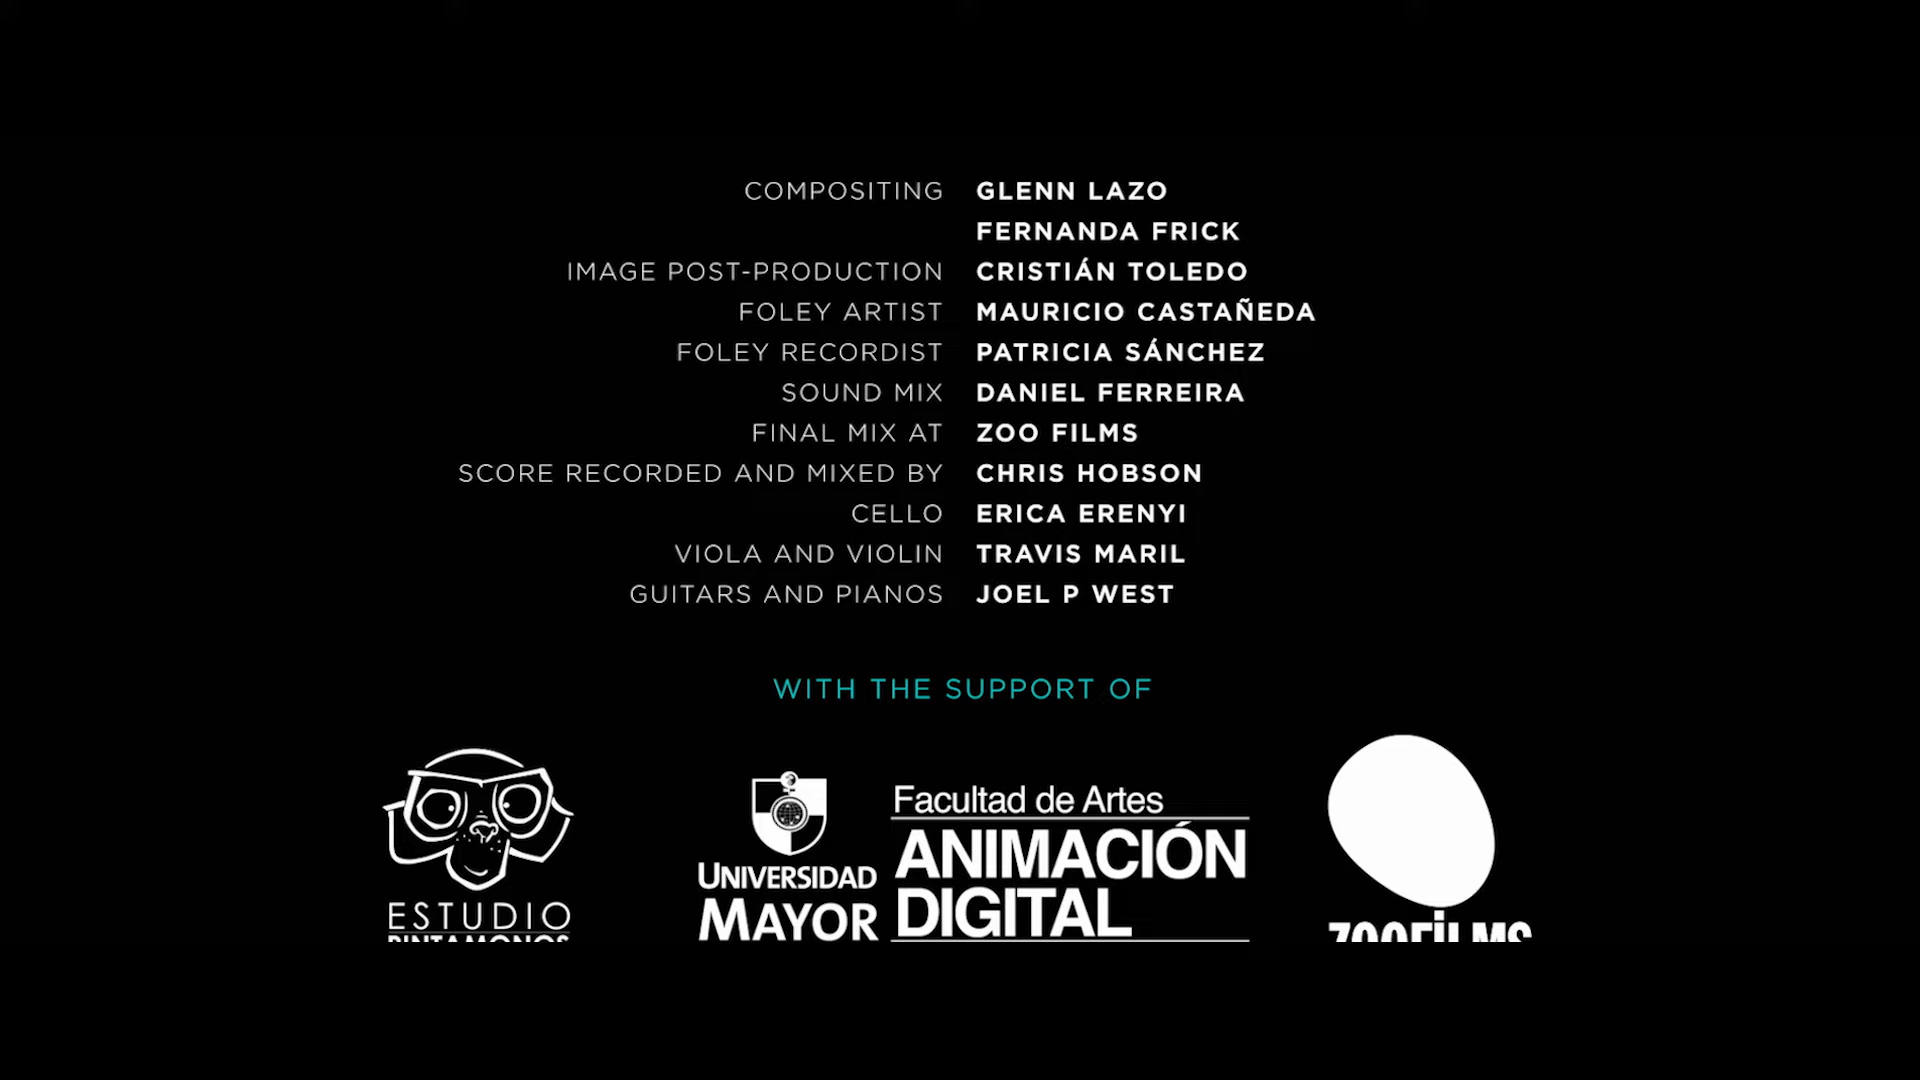 COMPOSITING GLENN LAZO
FERNANDA FRICK
IMAGE POST-PRODUCTION CRISTIÁN TOLEDO
FOLEY ARTIST MAURICIO CASTAÑEDA
FOLEY RECORDIST PATRICIA SÁNCHEZ
SOUND MIX DANIEL FERREIRA
FINAL MIX AT ZOO FILMS
SCORE RECORDED AND MIXED BY CHRIS HOBSON
CELLO ERICA ERENYI
VIOLA AND VIOLIN TRAVIS MARIL
GUITARS AND PIANOS JOEL P WEST
WITH THE SUPPORT OF
ESTUDIO
PINTAMONOS
UNIVERSIDAD
MAYOR
Facultad de Artes
ANIMACIÓN
DIGITAL
ZOOFiLMS